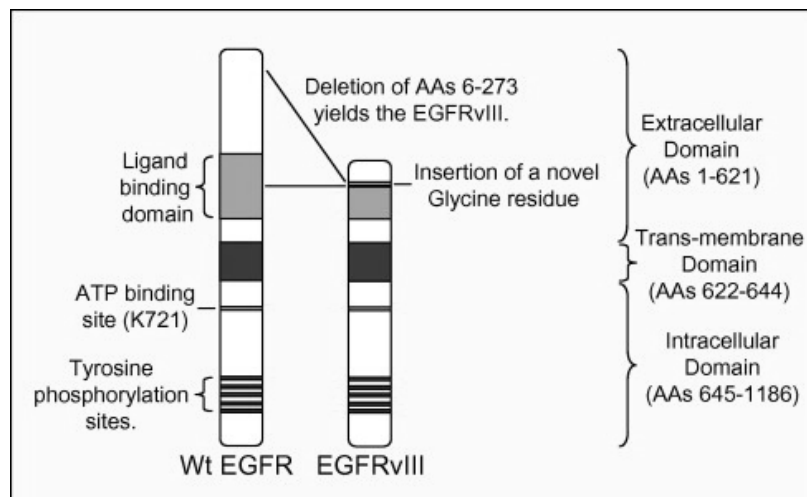 Deletion of AAs 6-273
yields the EGFRvIII.
Ligand
binding
domain
Insertion of a novel
Glycine residue
ATP binding
site (K721)
Tyrosine
phosphorylation
sites.
Extracellular
Domain
(AAs 1-621)
Trans-membrane
Domain
(AAs 622-644)
Intracellular
Domain
(AAs 645-1186)
Wt EGFR
EGFRvIII